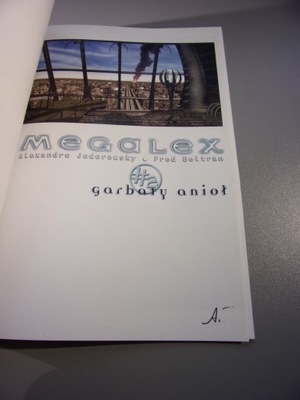 MEGALEX
Alexandro Jodorowsky • Fred Beltran
#2
garbaty anioł
A.